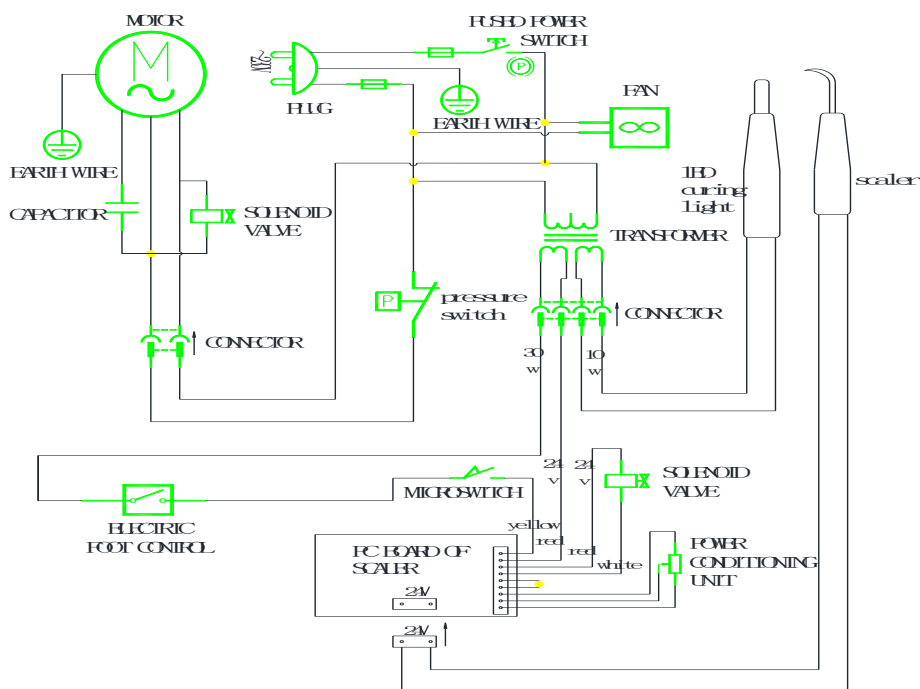 MOTOR
FUSED POWER
SWITCH
M
P
PLUG
EARTH WIRE
FAN
EARTH WIRE
LED
curing
light
scaler
CAPACITOR
SOLENOID
VALVE
TRANSFORMER
P
pressure
switch
CONNECTOR
CONNECTOR
30
w
10
w
24
v
24
v
MICROSWITCH
SOLENOID
VALVE
ELECTRIC
FOOT CONTROL
yellow
red
red
white
PC BOARD OF
SCALER
POWER
CONDITIONING
UNIT
24V
24V